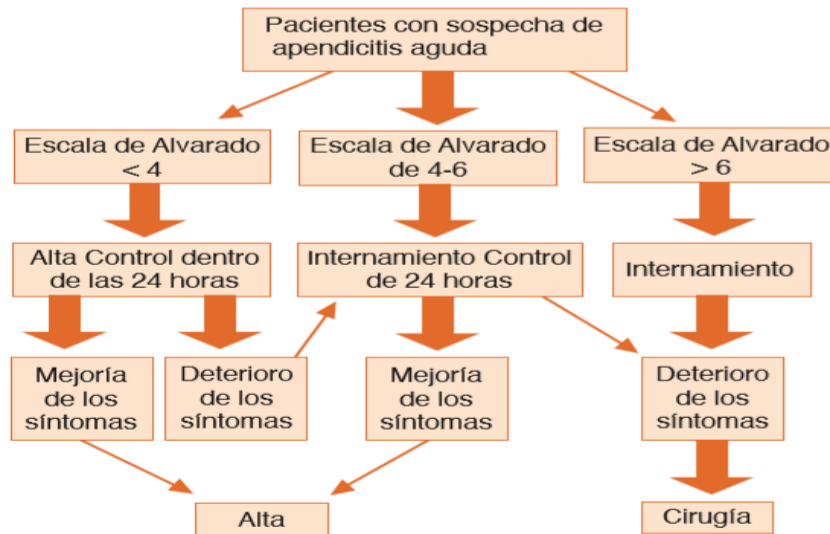 Pacientes con sospecha de
apendicitis aguda
Escala de Alvarado
< 4
Escala de Alvarado
de 4-6
Escala de Alvarado
> 6
Alta Control dentro
de las 24 horas
Internamiento Control
de 24 horas
Internamiento
Mejoría
de los
síntomas
Deterioro
de los
síntomas
Mejoría
de los
síntomas
Deterioro
de los
síntomas
Alta
Cirugía